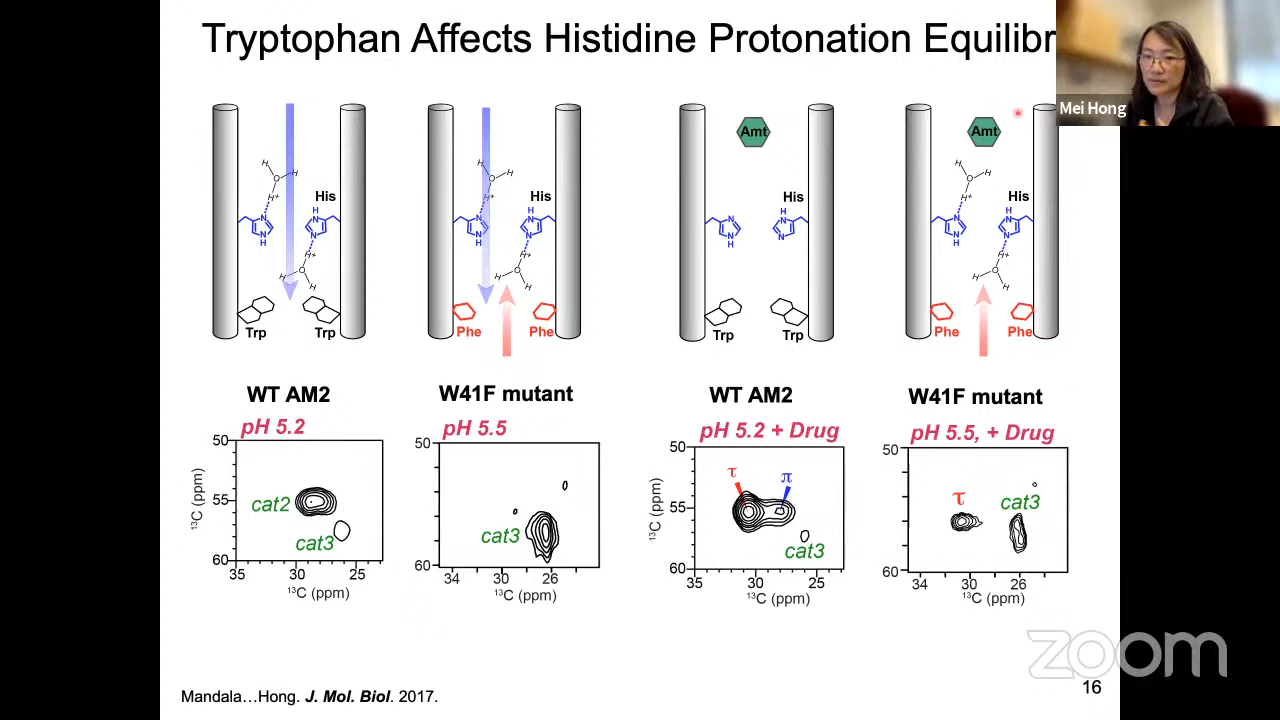 Tryptophan Affects Histidine Protonation Equilibr
Mei Hong
Amt
Amt
H
H
H+
His
H
N
N
H
H
N
N
H+
H
H
O
Trp
Trp
H
H
O
H+
His
H
N
N
H
H
N
N
H+
H
H
O
Phe
Phe
His
N
N
H
H
N
N
Trp
Trp
H
H
O
H+
His
H
N
N
H
H
N
N
H+
H
H
O
Phe
Phe
WT AM2
W41F mutant
WT AM2
W41F mutant
pH 5.2
pH 5.5
pH 5.2 + Drug
pH 5.5, + Drug
50
55
60
13C (ppm)
cat2
cat3
35
30
25
13C (ppm)
50
60
cat3
34
30
26
13C (ppm)
50
55
60
13C (ppm)
τ
π
cat3
35
30
25
13C (ppm)
50
60
τ
cat3
34
30
26
13C (ppm)
zoom
Mandala…Hong. J. Mol. Biol. 2017.
16